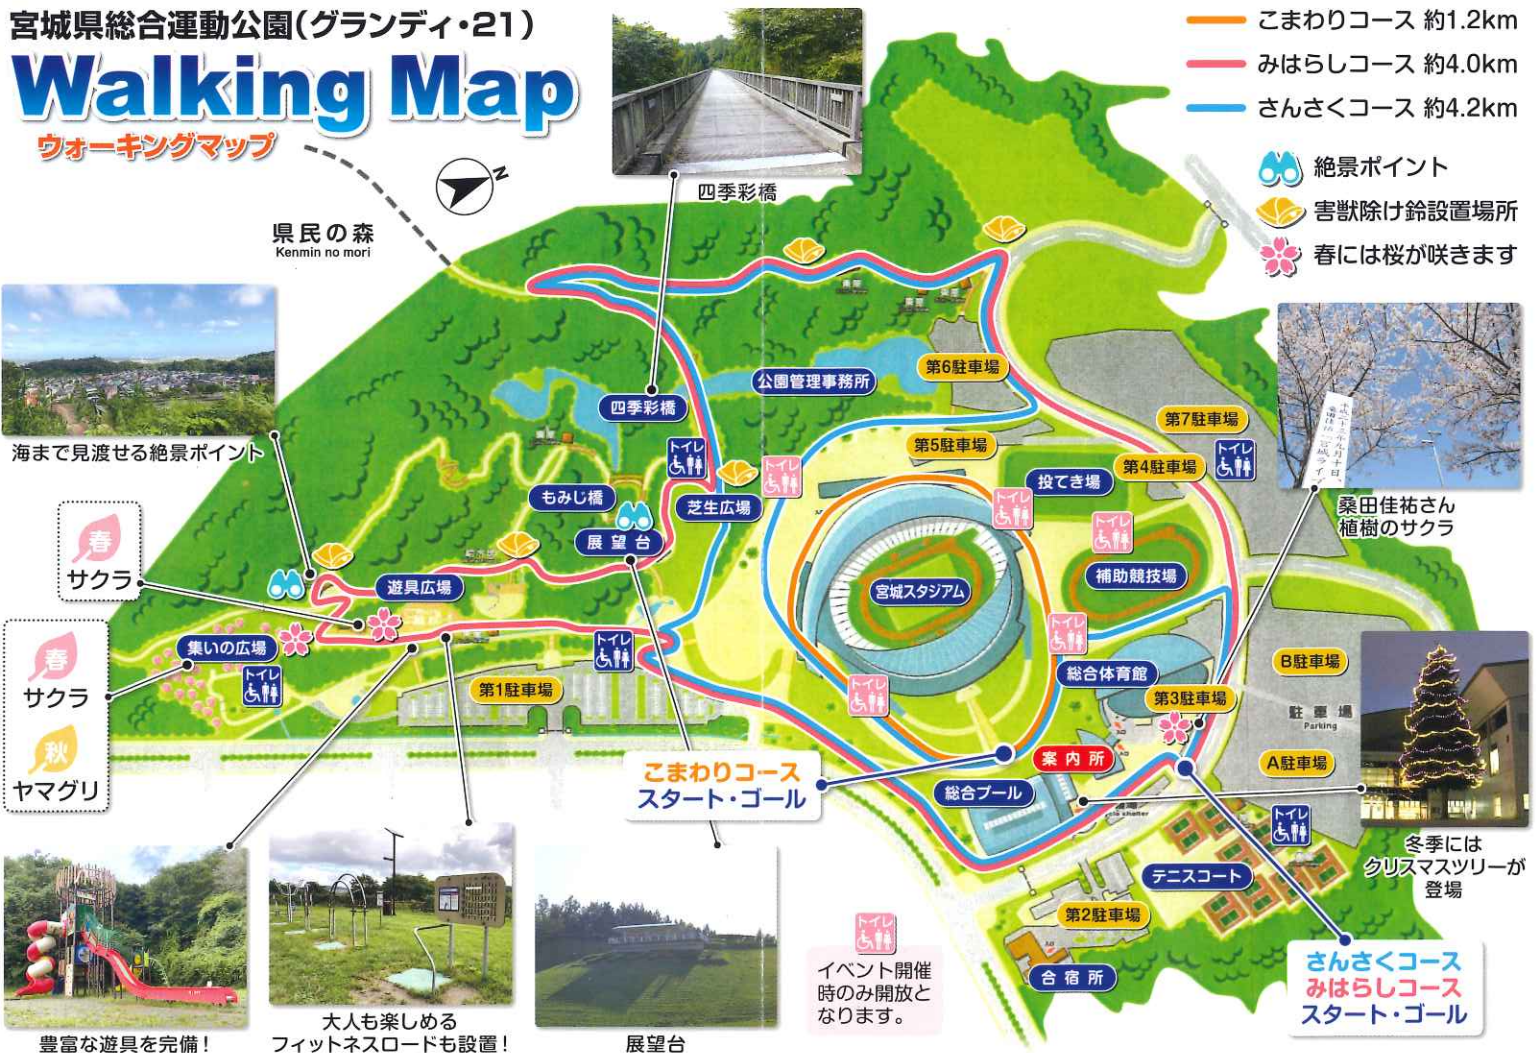 宮城県総合運動公園(グランディ・21)
Walking Map
ウォーキングマップ
こまわりコース 約1.2km
みはらしコース 約4.0km
さんさくコース 約4.2km
絶景ポイント
害獣除け鈴設置場所
春には桜が咲きます
N
四季彩橋
県民の森
Kenmin no mori
海まで見渡せる絶景ポイント
第6駐車場
公園管理事務所
四季彩橋
第7駐車場
第5駐車場
トイレ
トイレ
トイレ
第4駐車場
投てき場
もみじ橋
芝生広場
トイレ
桑田佳祐さん
植樹のサクラ
展望台
トイレ
春
サクラ
遊具広場
宮城スタジアム
補助競技場
集いの広場
トイレ
トイレ
春
サクラ
秋
ヤマグリ
トイレ
第1駐車場
トイレ
総合体育館
第3駐車場
B駐車場
駐車場
Parking
案内所
A駐車場
こまわりコース
スタート・ゴール
総合プール
トイレ
冬季には
クリスマスツリーが
登場
テニスコート
第2駐車場
合宿所
トイレ
イベント開催
時のみ開放と
なります。
さんさくコース
みはらしコース
スタート・ゴール
豊富な遊具を完備!
大人も楽しめる
フィットネスロードも設置!
展望台